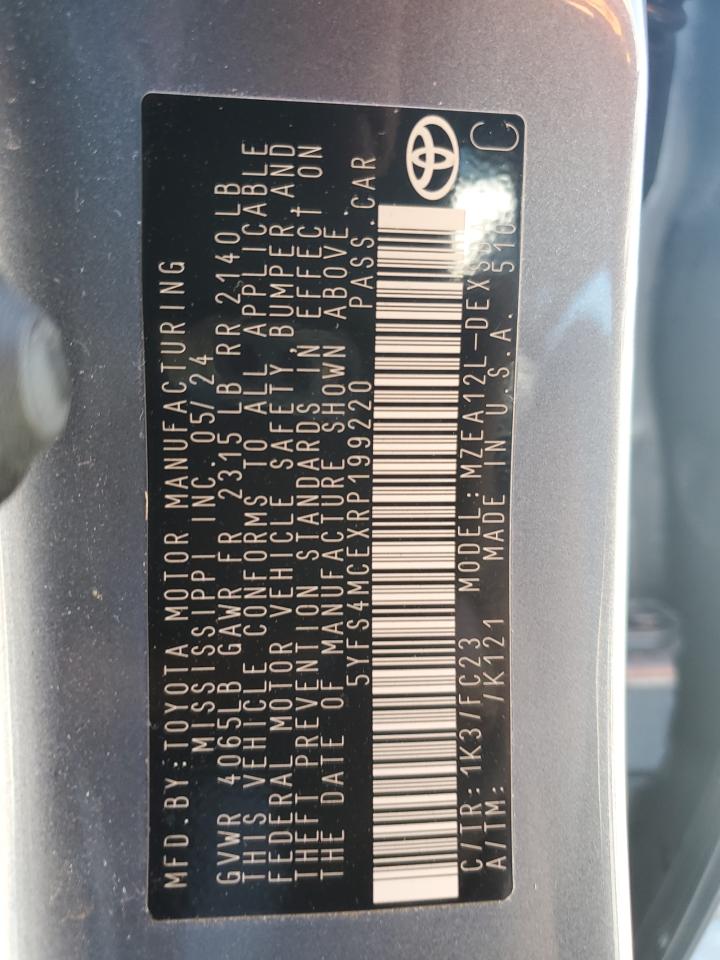 MFD.BY:TOYOTA MOTOR MANUFACTURING
MISSISSIPPI INC. 05/24
GVWR 4065LB GAWR FR 2315 LB RR 2140LB
THIS VEHICLE CONFORMS TO ALL APPLICABLE
FEDERAL MOTOR VEHICLE SAFETY, BUMPER AND
THEFT PREVENTION STANDARDS IN EFFECT ON
THE DATE OF MANUFACTURE SHOWN ABOVE
5YFS4MCEXRP199220 PASS.CAR
C/TR:1K3/FC23 MODEL:MZEA12L-DEX
A/TM: /K121 MADE IN U.S.A. C